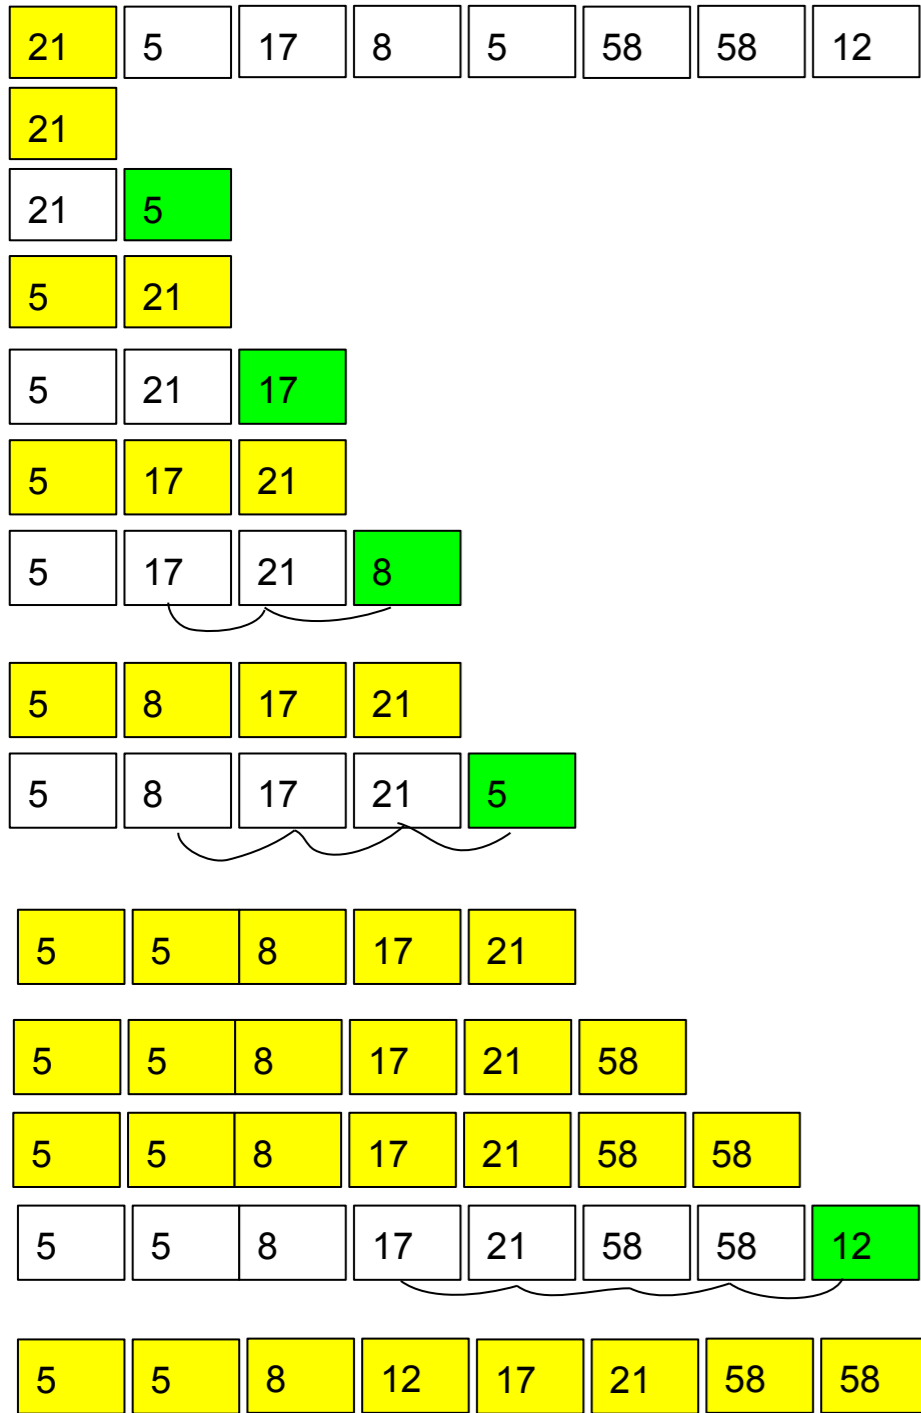 21 5 17 8 5 58 58 12
21
21 5
5 21
5 21 17
5 17 21
5 17 21 8
5 8 17 21
5 8 17 21 5
5 5 8 17 21
5 5 8 17 21 58
5 5 8 17 21 58 58
5 5 8 17 21 58 58 12
5 5 8 12 17 21 58 58